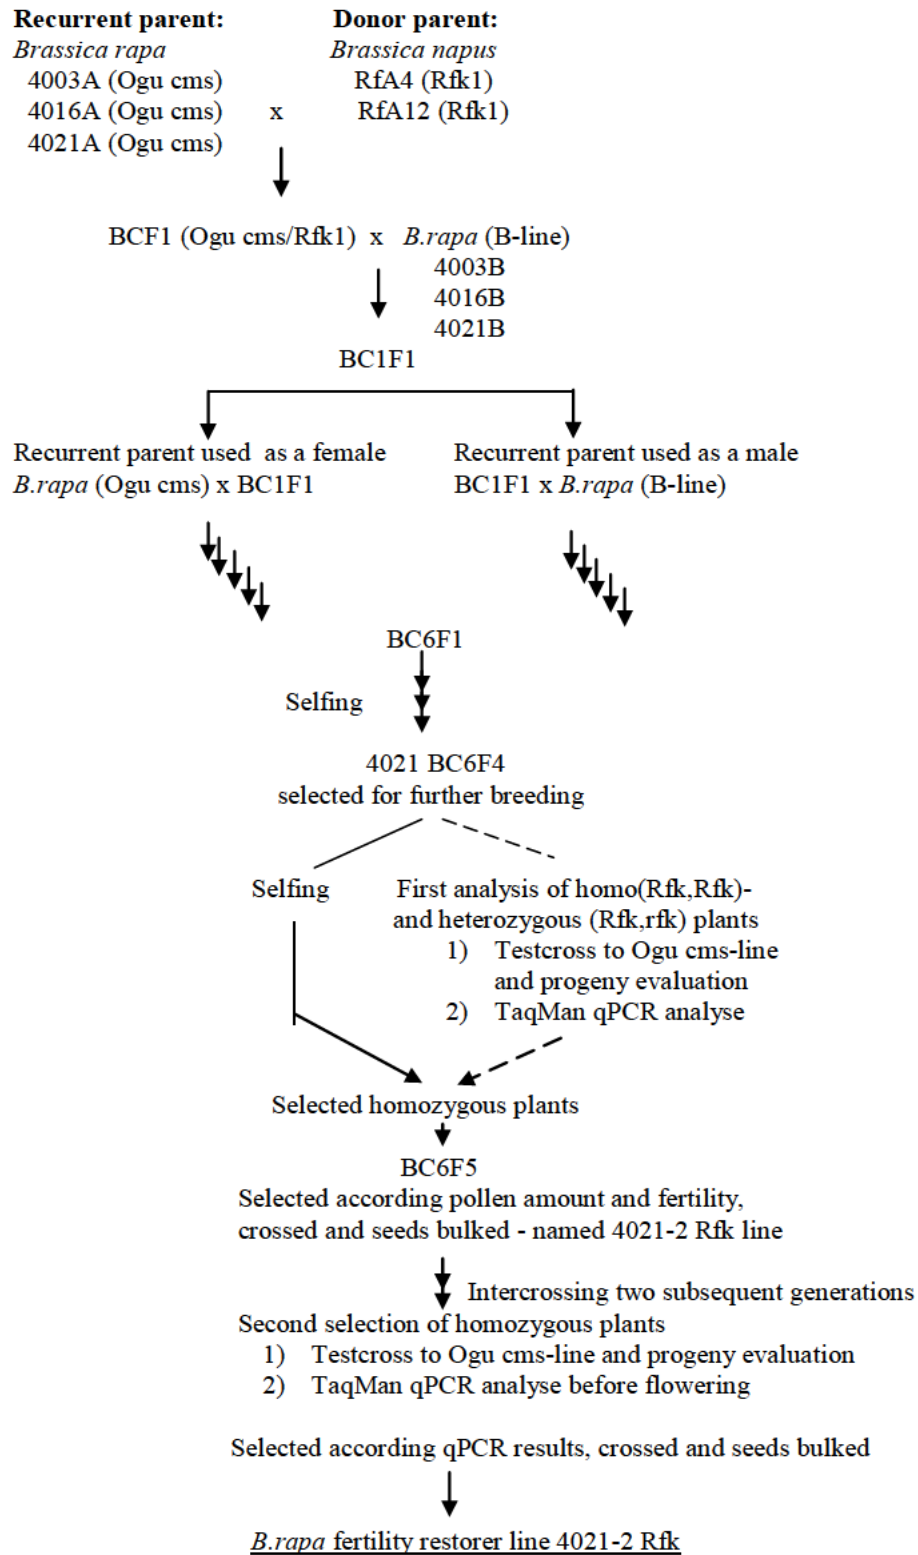 Recurrent parent: Donor parent:
Brassica rapa Brassica napus
4003A (Ogu cms) RfA4 (Rfk1)
4016A (Ogu cms) x RfA12 (Rfk1)
4021A (Ogu cms)
BCF1 (Ogu cms/Rfk1) x B.rapa (B-line)
4003B
4016B
4021B
BC1F1
Recurrent parent used as a female
B.rapa (Ogu cms) x BC1F1
Recurrent parent used as a male
BC1F1 x B.rapa (B-line)
BC6F1
Selfing
4021 BC6F4
selected for further breeding
Selfing
First analysis of homo(Rfk,Rfk)-
and heterozygous (Rfk,rfk) plants
1) Testcross to Ogu cms-line
and progeny evaluation
2) TaqMan qPCR analyse
Selected homozygous plants
BC6F5
Selected according pollen amount and fertility,
crossed and seeds bulked - named 4021-2 Rfk line
Intercrossing two subsequent generations
Second selection of homozygous plants
1) Testcross to Ogu cms-line and progeny evaluation
2) TaqMan qPCR analyse before flowering
Selected according qPCR results, crossed and seeds bulked
B.rapa fertility restorer line 4021-2 Rfk